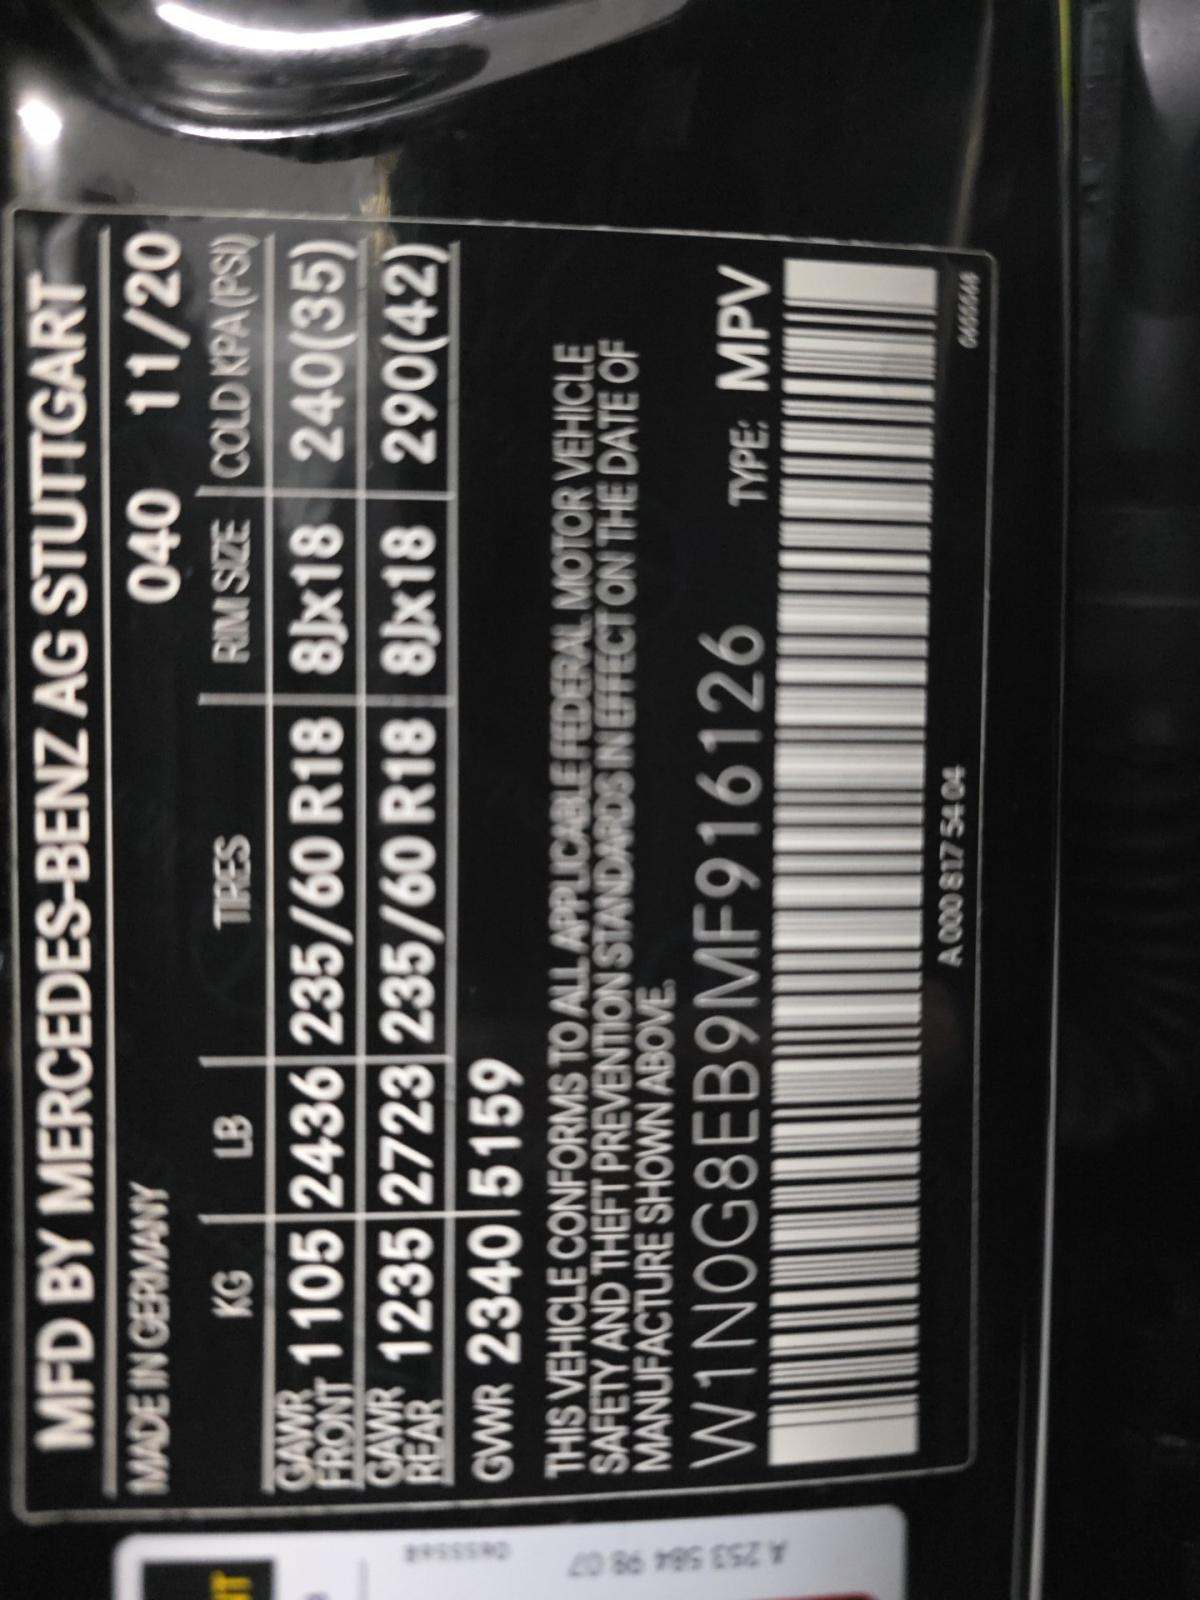 MFD BY MERCEDES-BENZ AG STUTTGART
MADE IN GERMANY 040 11/20
KG LB TIRES RIM SIZE COLD KPA (PSI)
GAWR FRONT 1105 2436 235/60 R18 8Jx18 240(35)
GAWR REAR 1235 2723 235/60 R18 8Jx18 290(42)
GVWR 2340 5159
THIS VEHICLE CONFORMS TO ALL APPLICABLE FEDERAL MOTOR VEHICLE
SAFETY AND THEFT PREVENTION STANDARDS IN EFFECT ON THE DATE OF
MANUFACTURE SHOWN ABOVE.
TYPE: MPV
W1N0G8EB9MF916126
A 000 817 54 04
A 253 584 98 07